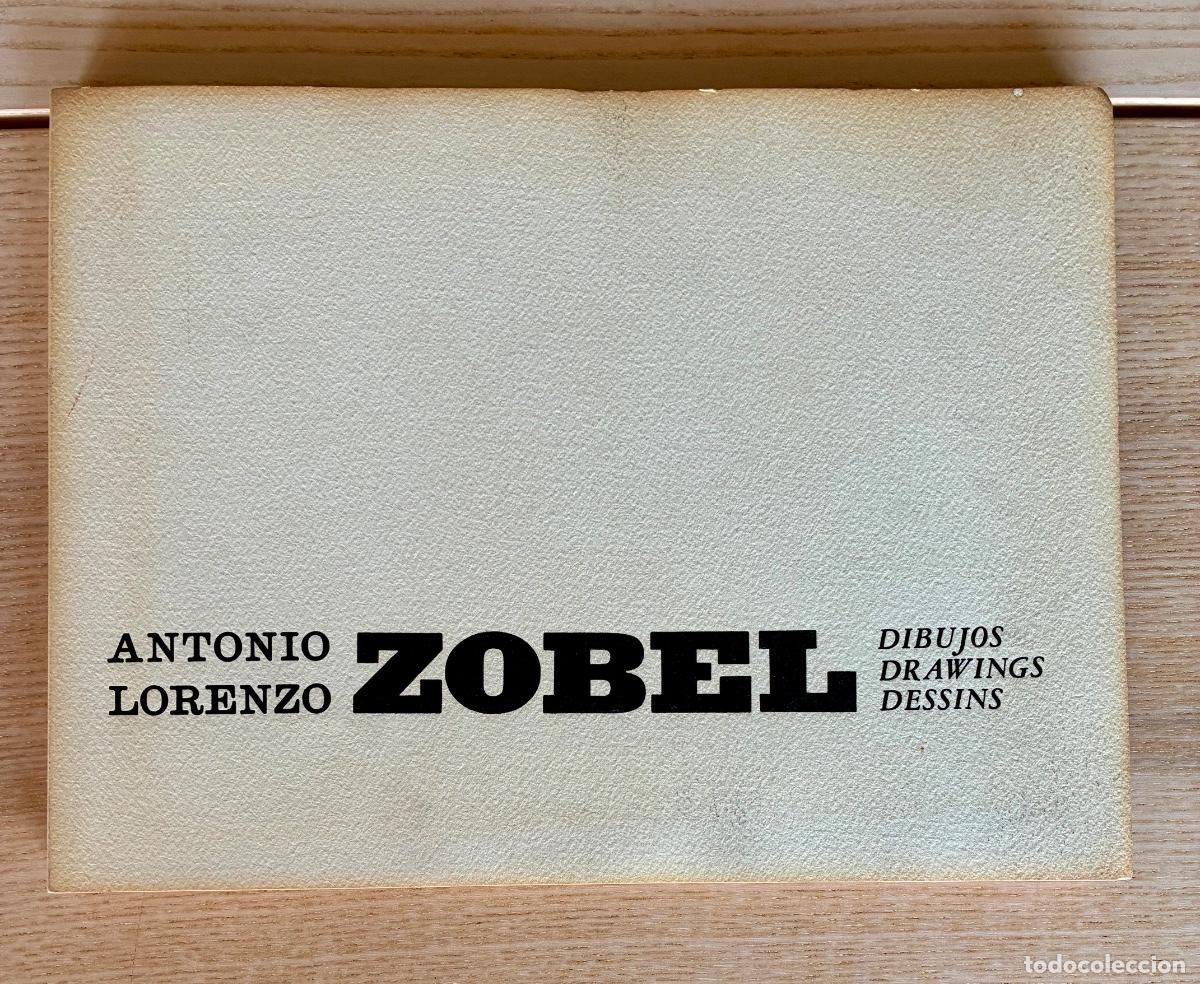 ANTONIO
LORENZO
ZOBEL
DIBUJOS
DRAWINGS
DESSINS
todocoleccion